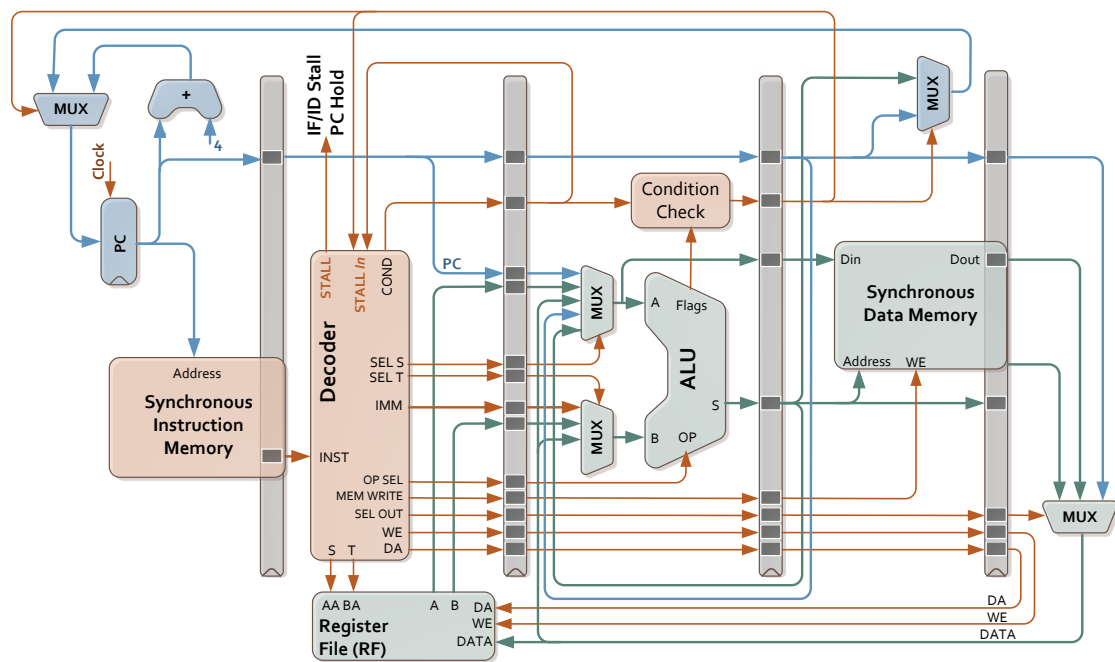 MUX
+
4
Clock
PC
IF/ID Stall
PC Hold
MUX
Condition
Check
STALL
STALL In
COND
PC
Decoder
Address
Synchronous
Instruction
Memory
INST
SEL S
SEL T
IMM
OP SEL
MEM WRITE
SEL OUT
WE
DA
S T
MUX
MUX
A
Flags
ALU
S
B
OP
Din
Dout
Synchronous
Data Memory
Address
WE
MUX
AA BA
A B
DA
WE
DATA
Register
File (RF)
DA
WE
DATA